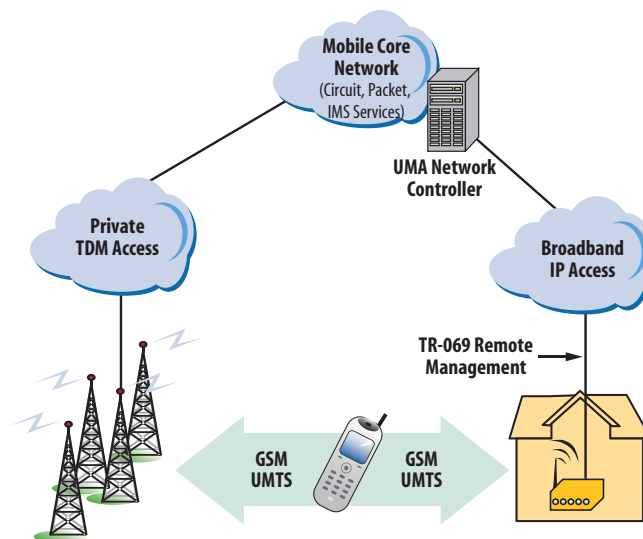 Mobile Core
Network
(Circuit, Packet,
IMS Services)
UMA Network
Controller
Private
TDM Access
Broadband
IP Access
TR-069 Remote
Management
GSM
UMTS
GSM
UMTS